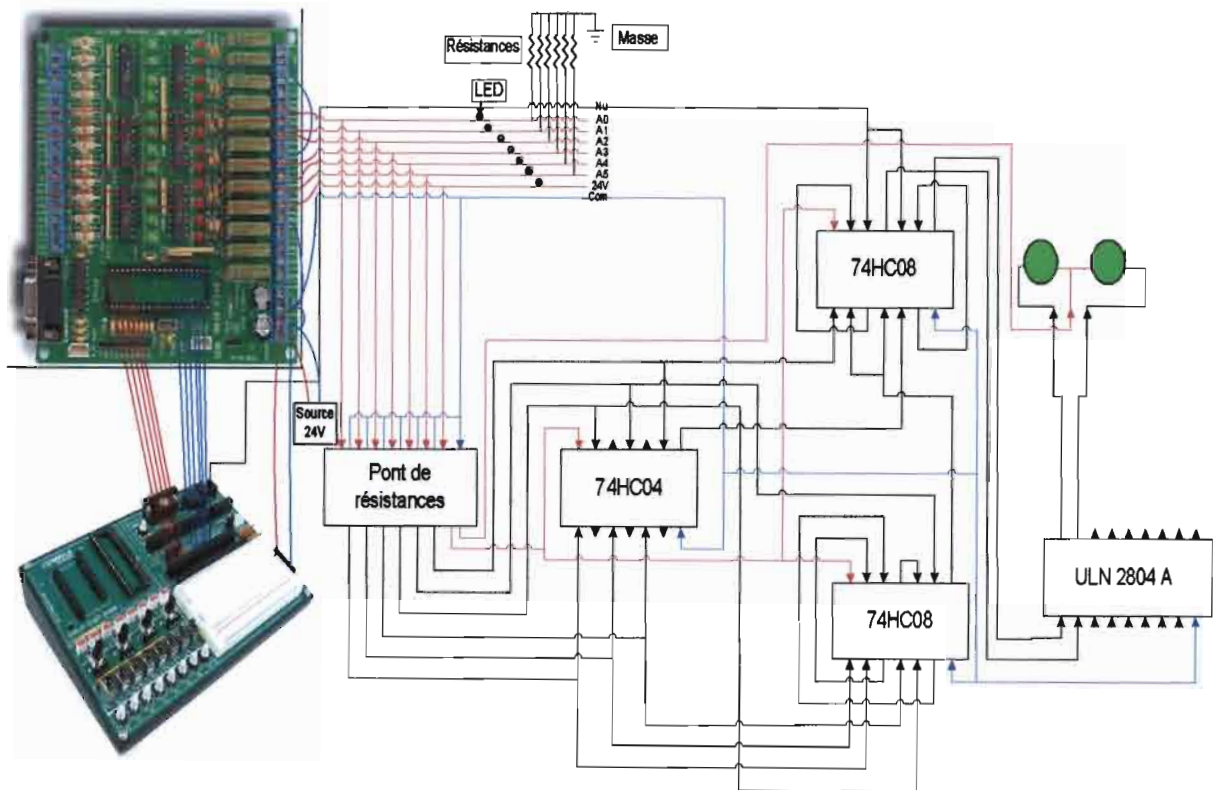 Résistances
Masse
LED
Nu
A0
A1
A2
A3
A4
A5
24V
Com
74HC08
Source
24V
Pont de
résistances
74HC04
ULN 2804 A
74HC08